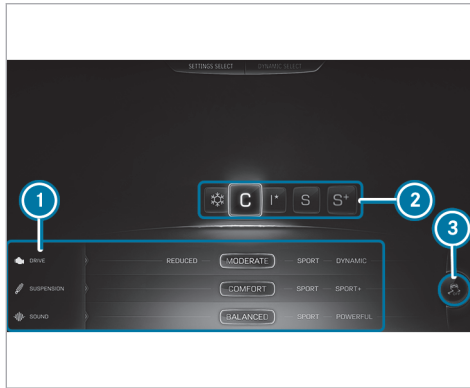 SETTINGS SELECT DYNAMIC SELECT
C I* S S+
2
1
3
DRIVE REDUCED MODERATE SPORT DYNAMIC
SUSPENSION COMFORT SPORT SPORT+
SOUND BALANCED SPORT POWERFUL